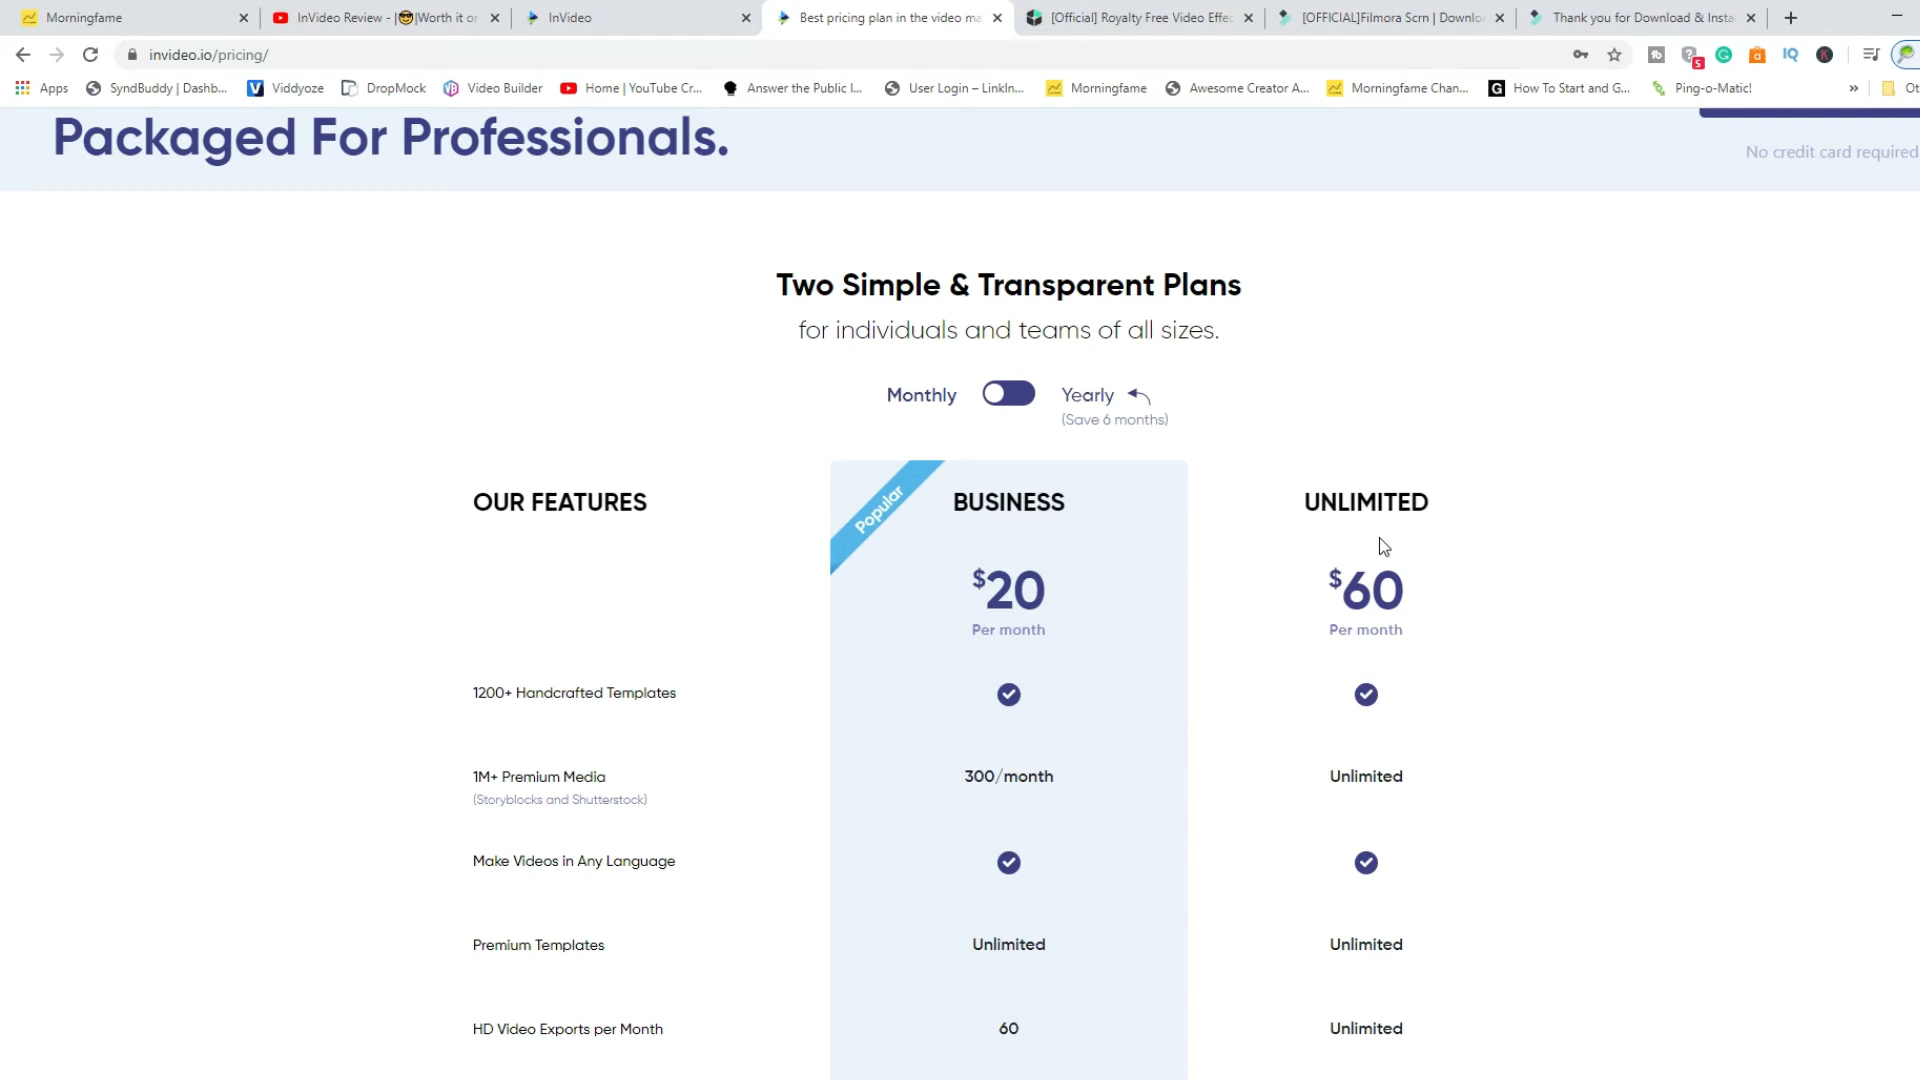 Morningfame
InVideo Review - |😎|Worth it or
InVideo
Best pricing plan in the video ma
[Official] Royalty Free Video Effec
[OFFICIAL]Filmora Scrn | Downlo
Thank you for Download & Insta
invideo.io/pricing/
5
IQ
K
Apps
SyndBuddy | Dashb...
Viddyoze
DropMock
Video Builder
Home | YouTube Cr...
Answer the Public |...
User Login – LinkIn...
Morningfame
Awesome Creator A...
Morningfame Chan...
How To Start and G...
Ping-o-Matic!
»
Ot
Packaged For Professionals.
No credit card required
Two Simple & Transparent Plans
for individuals and teams of all sizes.
Monthly
Yearly
(Save 6 months)
OUR FEATURES
Popular
BUSINESS
UNLIMITED
$20
$60
Per month
Per month
1200+ Handcrafted Templates
1M+ Premium Media
300/month
Unlimited
(Storyblocks and Shutterstock)
Make Videos in Any Language
Premium Templates
Unlimited
Unlimited
HD Video Exports per Month
60
Unlimited